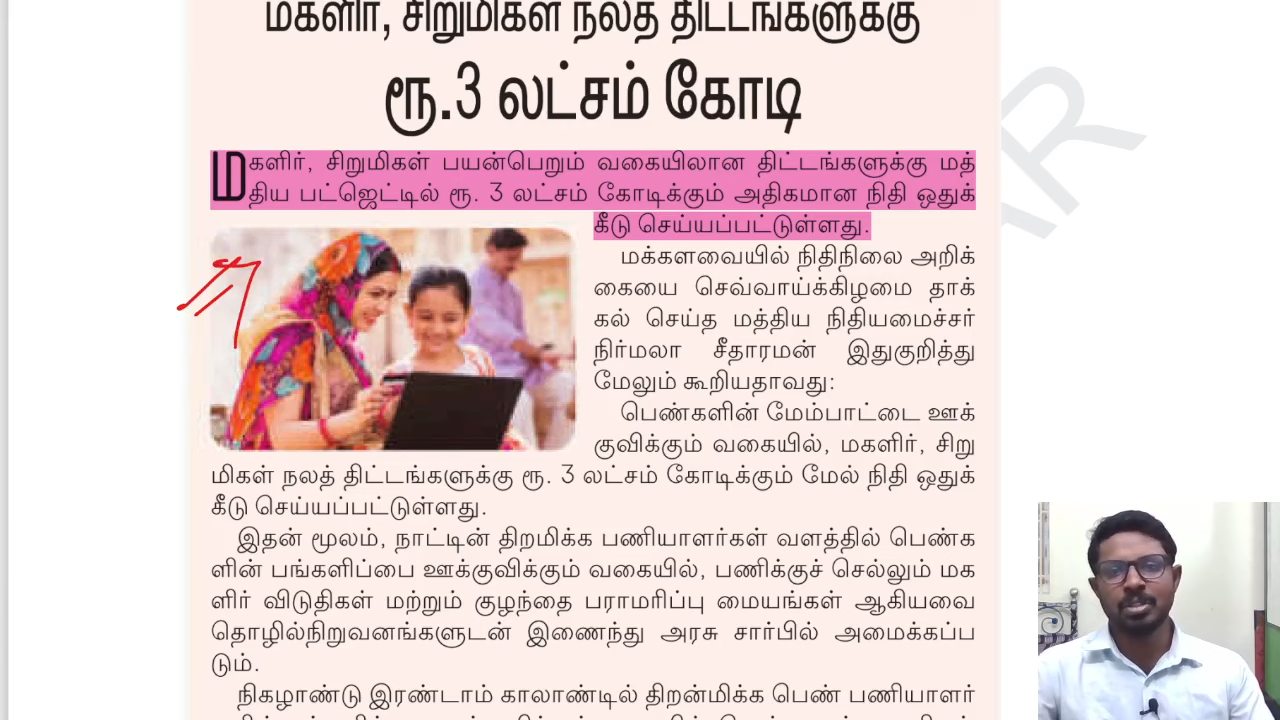 மகளிர், சிறுமிகள் நலத் திட்டங்களுக்கு
ரூ.3 லட்சம் கோடி
மகளிர், சிறுமிகள் பயன்பெறும் வகையிலான திட்டங்களுக்கு மத்
திய பட்ஜெட்டில் ரூ. 3 லட்சம் கோடிக்கும் அதிகமான நிதி ஒதுக்
கீடு செய்யப்பட்டுள்ளது.
மக்களவையில் நிதிநிலை அறிக்
கையை செவ்வாய்க்கிழமை தாக்
கல் செய்த மத்திய நிதியமைச்சர்
நிர்மலா சீதாராமன் இதுகுறித்து
மேலும் கூறியதாவது:
பெண்களின் மேம்பாட்டை ஊக்
குவிக்கும் வகையில், மகளிர், சிறு
மிகள் நலத் திட்டங்களுக்கு ரூ. 3 லட்சம் கோடிக்கும் மேல் நிதி ஒதுக்
கீடு செய்யப்பட்டுள்ளது.
இதன் மூலம், நாட்டின் திறமிக்க பணியாளர்கள் வளத்தில் பெண்க
ளின் பங்களிப்பை ஊக்குவிக்கும் வகையில், பணிக்குச் செல்லும் மக
ளிர் விடுதிகள் மற்றும் குழந்தை பராமரிப்பு மையங்கள் ஆகியவை
தொழில்நிறுவனங்களுடன் இணைந்து அரசு சார்பில் அமைக்கப்ப
டும்.
நிகழாண்டு இரண்டாம் காலாண்டில் திறன்மிக்க பெண் பணியாளர்